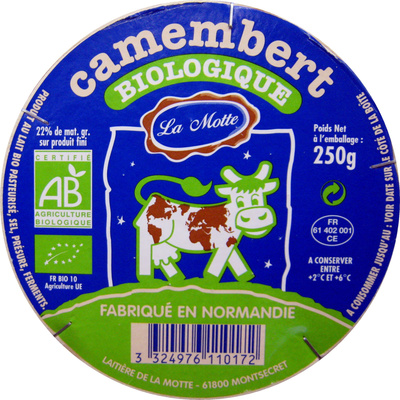 camembert
BIOLOGIQUE
La Motte
22% de mat. gr.
sur produit fini
CERTIFIÉ
AB
AGRICULTURE
BIOLOGIQUE
FR BIO 10
Agriculture UE
Poids Net
à l'emballage :
250g
FR
61 402 001
CE
A CONSERVER
ENTRE
+2°C ET +6°C
PRODUIT AU LAIT BIO PASTEURISÉ, SEL, PRÉSURE, FERMENTS
A CONSOMMER JUSQU'AU : VOIR DATE SUR LE CÔTÉ DE LA BOÎTE
FABRIQUÉ EN NORMANDIE
3 324976 110172
LAITIÈRE DE LA MOTTE - 61800 MONTSECRET